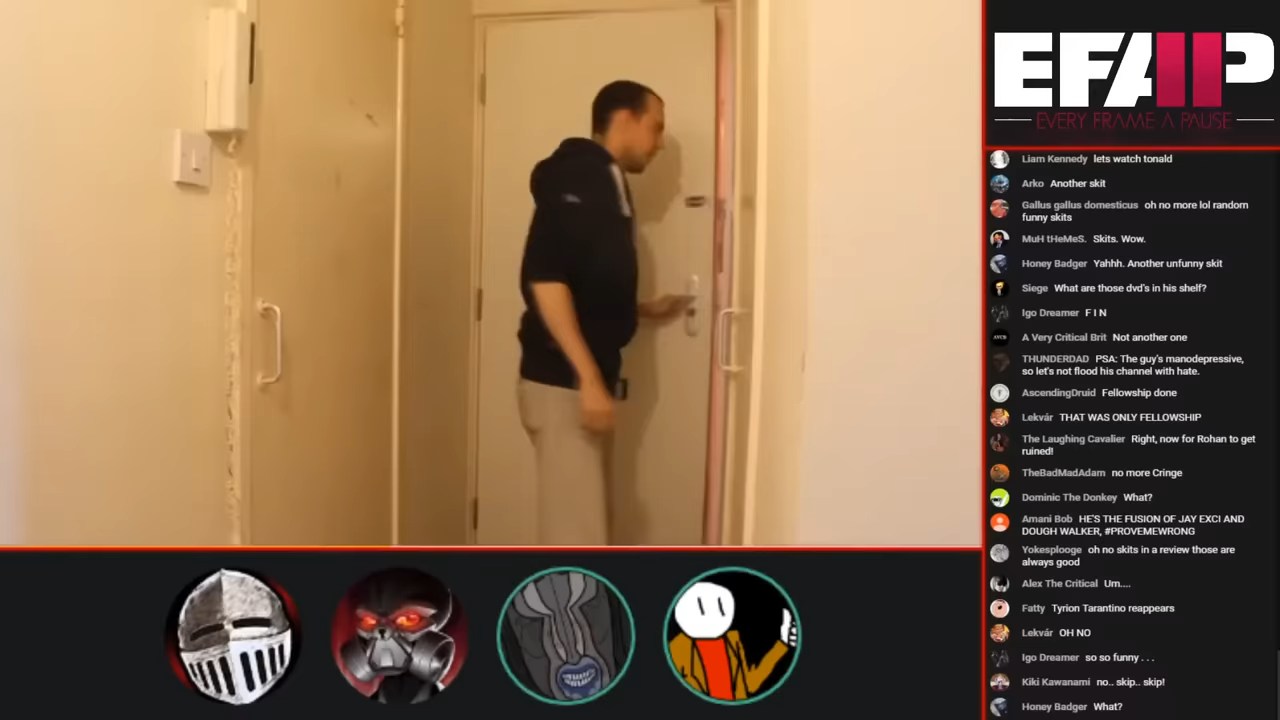 EFAP
EVERY FRAME A PAUSE
Liam Kennedy lets watch tonald
Arko Another skit
Gallus gallus domesticus oh no more lol random
funny skits
MuH tHeMeS. Skits. Wow.
Honey Badger Yahhh. Another unfunny skit
Siege What are those dvd's in his shelf?
Igo Dreamer F I N
A Very Critical Brit Not another one
THUNDERDAD PSA: The guy's manodepressive,
so let's not flood his channel with hate.
AscendingDruid Fellowship done
Lekvár THAT WAS ONLY FELLOWSHIP
The Laughing Cavalier Right, now for Rohan to get
ruined!
TheBadMadAdam no more Cringe
Dominic The Donkey What?
Amani Bob HE'S THE FUSION OF JAY EXCI AND
DOUGH WALKER, #PROVEMEWRONG
Yokesplooge oh no skits in a review those are
always good
Alex The Critical Um....
Fatty Tyrion Tarantino reappears
Lekvár OH NO
Igo Dreamer so so funny . . .
Kiki Kawanami no.. skip.. skip!
Honey Badger What?